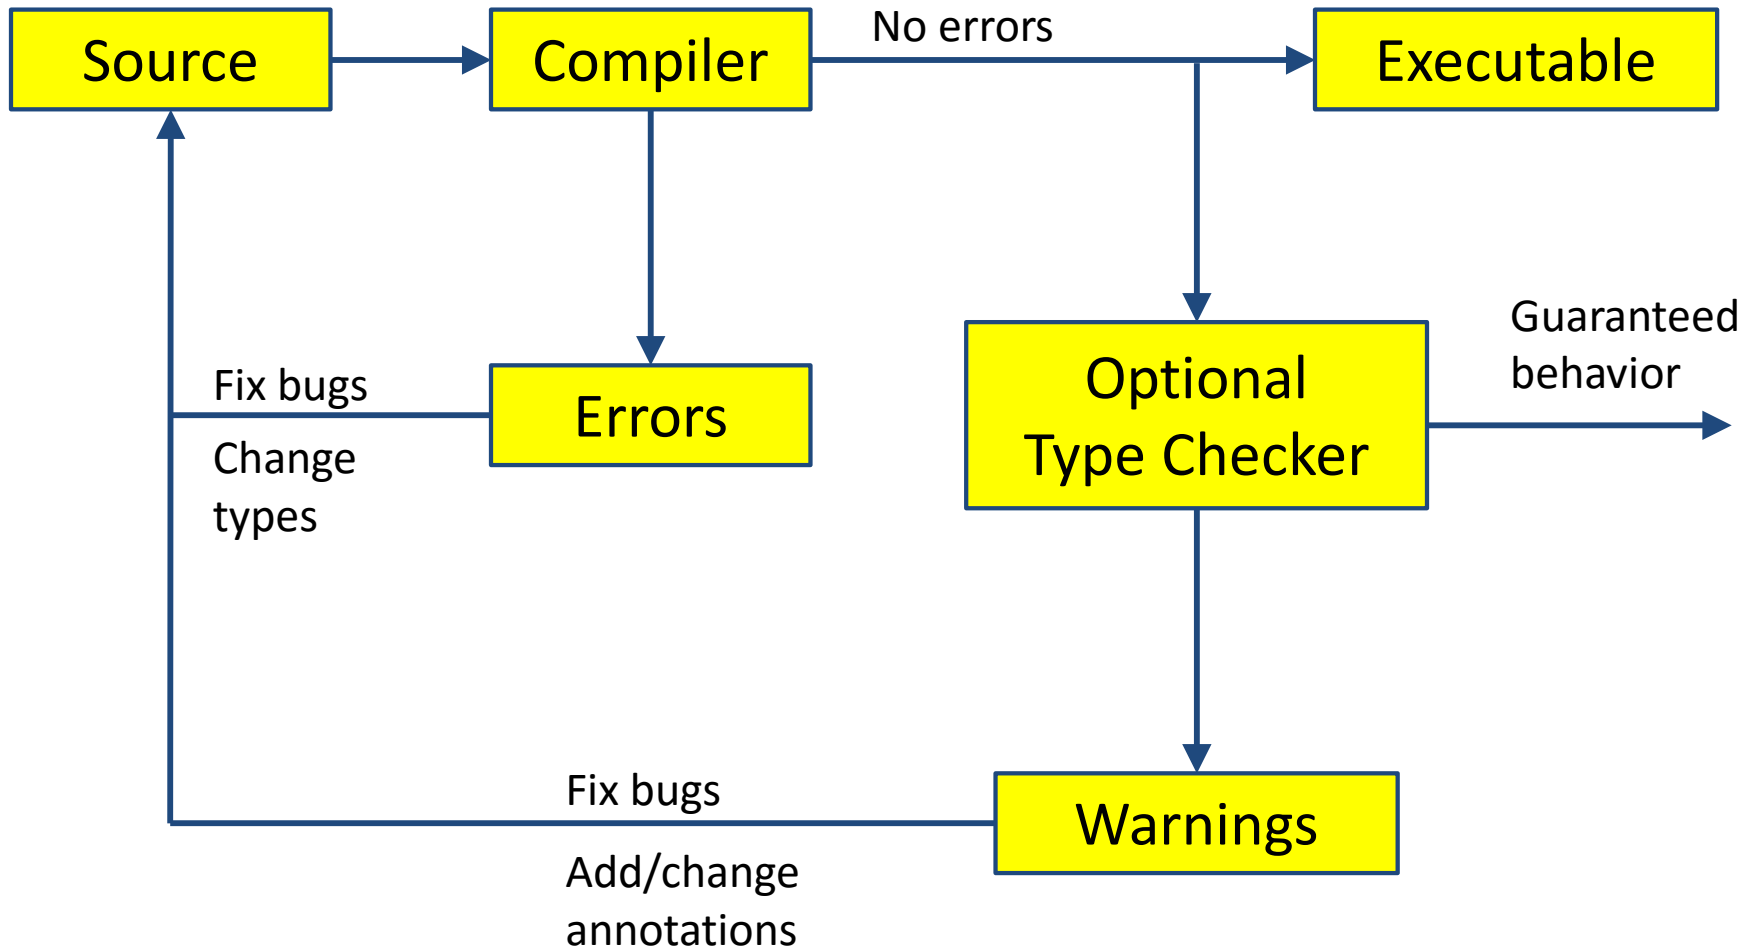 Source
Compiler
No errors
Executable
Fix bugs
Change
types
Errors
Optional
Type Checker
Guaranteed
behavior
Fix bugs
Add/change
annotations
Warnings